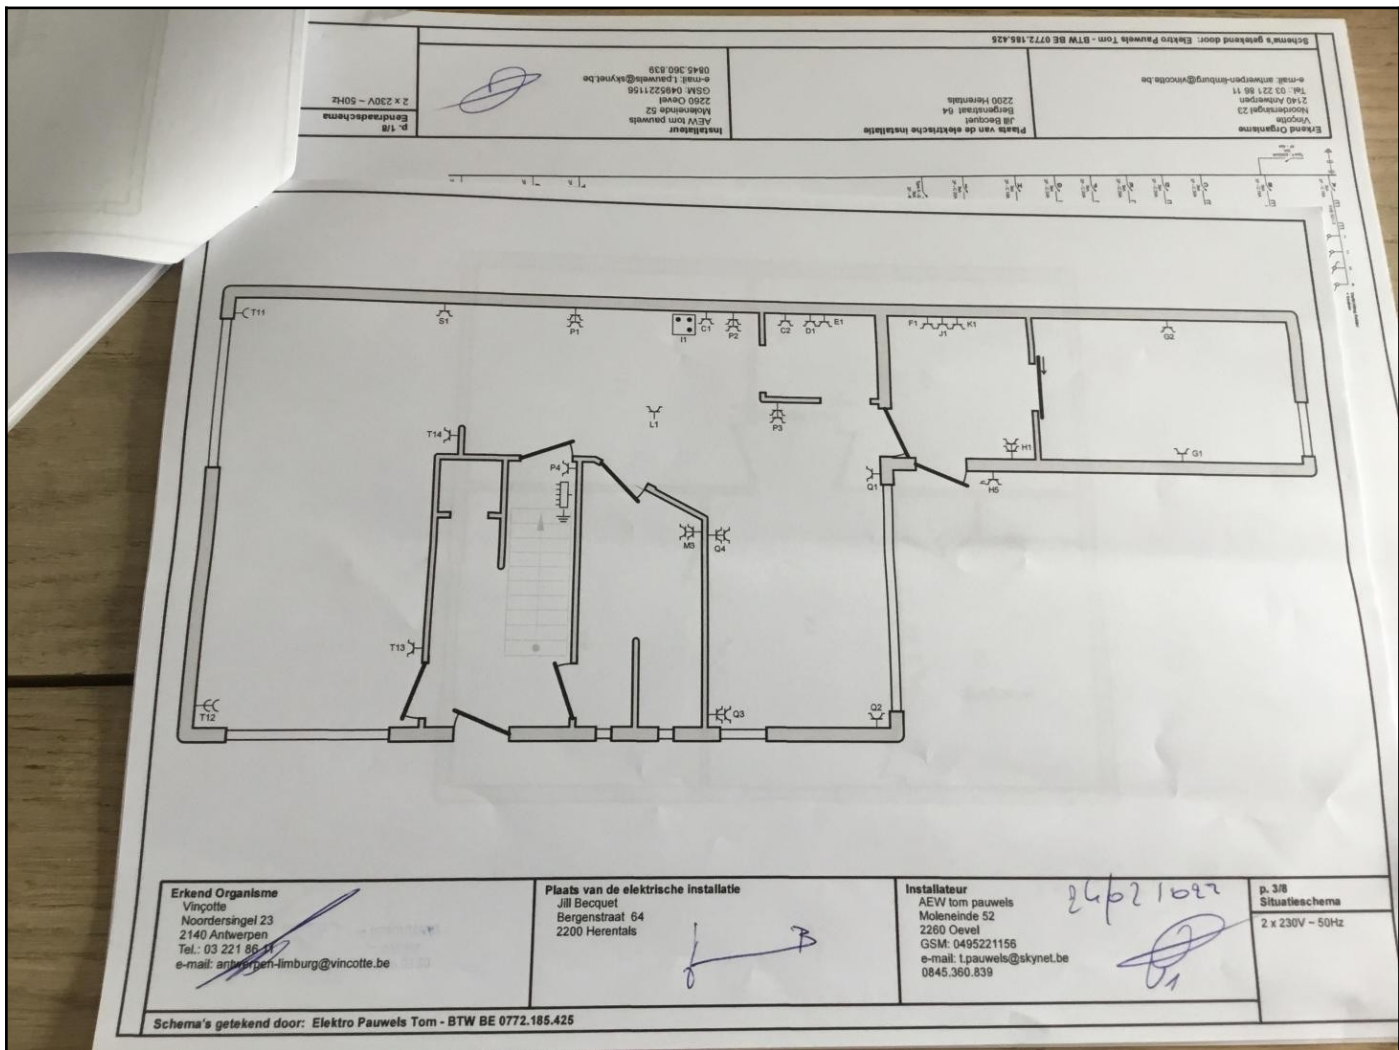 Schema's getekend door: Elektro Pauwels Tom - BTW BE 0772.185.425
Erkend Organisme
Vinçotte
Noordersingel 23
2140 Antwerpen
Tel.: 03 221 86 11
e-mail: antwerpen-limburg@vincotte.be
Plaats van de elektrische installatie
Jill Becquet
Bergenstraat 64
2200 Herentals
Installateur
AEW tom pauwels
Moleneinde 52
2260 Oevel
GSM: 0495221156
e-mail: t.pauwels@skynet.be
0845.360.839
p. 1/8
Eendraadschema
2 x 230V ~ 50Hz
T11
S1
P1
I1
C1
P2
C2
D1
E1
F1
J1
K1
G2
L1
P3
T14
P4
H1
G1
Q1
H5
M3
Q4
T13
T12
Q3
Q2
Erkend Organisme
Vinçotte
Noordersingel 23
2140 Antwerpen
Tel.: 03 221 86 11
e-mail: antwerpen-limburg@vincotte.be
Plaats van de elektrische installatie
Jill Becquet
Bergenstraat 64
2200 Herentals
Installateur
AEW tom pauwels
Moleneinde 52
2260 Oevel
GSM: 0495221156
e-mail: t.pauwels@skynet.be
0845.360.839
p. 3/8
Situatieschema
2 x 230V ~ 50Hz
Schema's getekend door: Elektro Pauwels Tom - BTW BE 0772.185.425